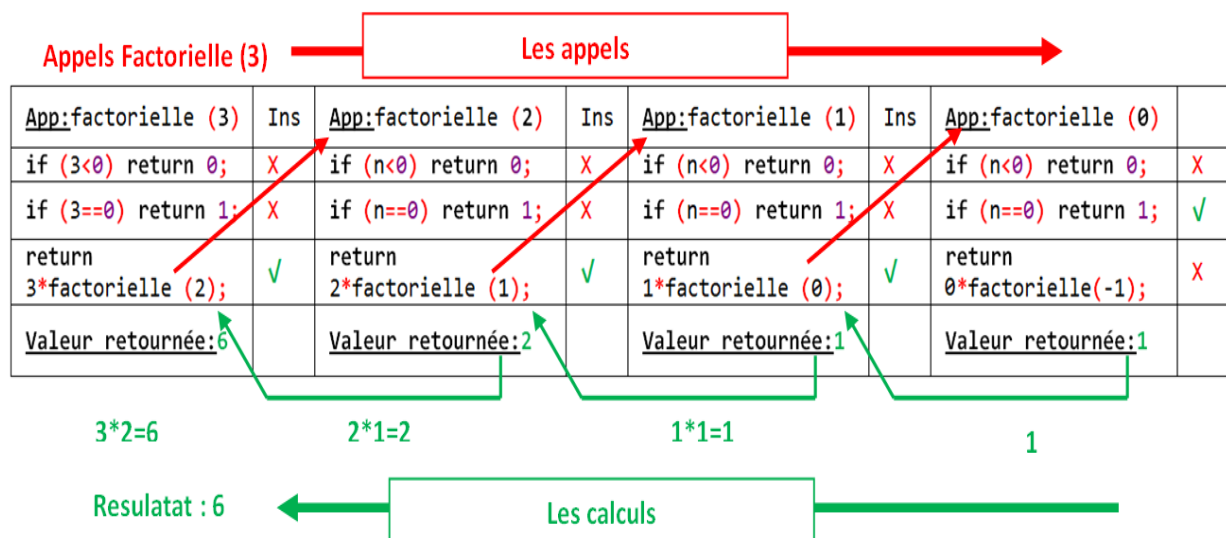 Appels Factorielle (3) Les appels
App:factorielle (3) Ins App:factorielle (2) Ins App:factorielle (1) Ins App:factorielle (0)
if (3<0) return 0; X if (n<0) return 0; X if (n<0) return 0; X if (n<0) return 0; X
if (3==0) return 1; X if (n==0) return 1; X if (n==0) return 1; X if (n==0) return 1; √
return return return return
3*factorielle (2); √ 2*factorielle (1); √ 1*factorielle (0); √ 0*factorielle(-1); X
Valeur retournée:6 Valeur retournée:2 Valeur retournée:1 Valeur retournée:1
3*2=6 2*1=2 1*1=1 1
Resulatat : 6 Les calculs